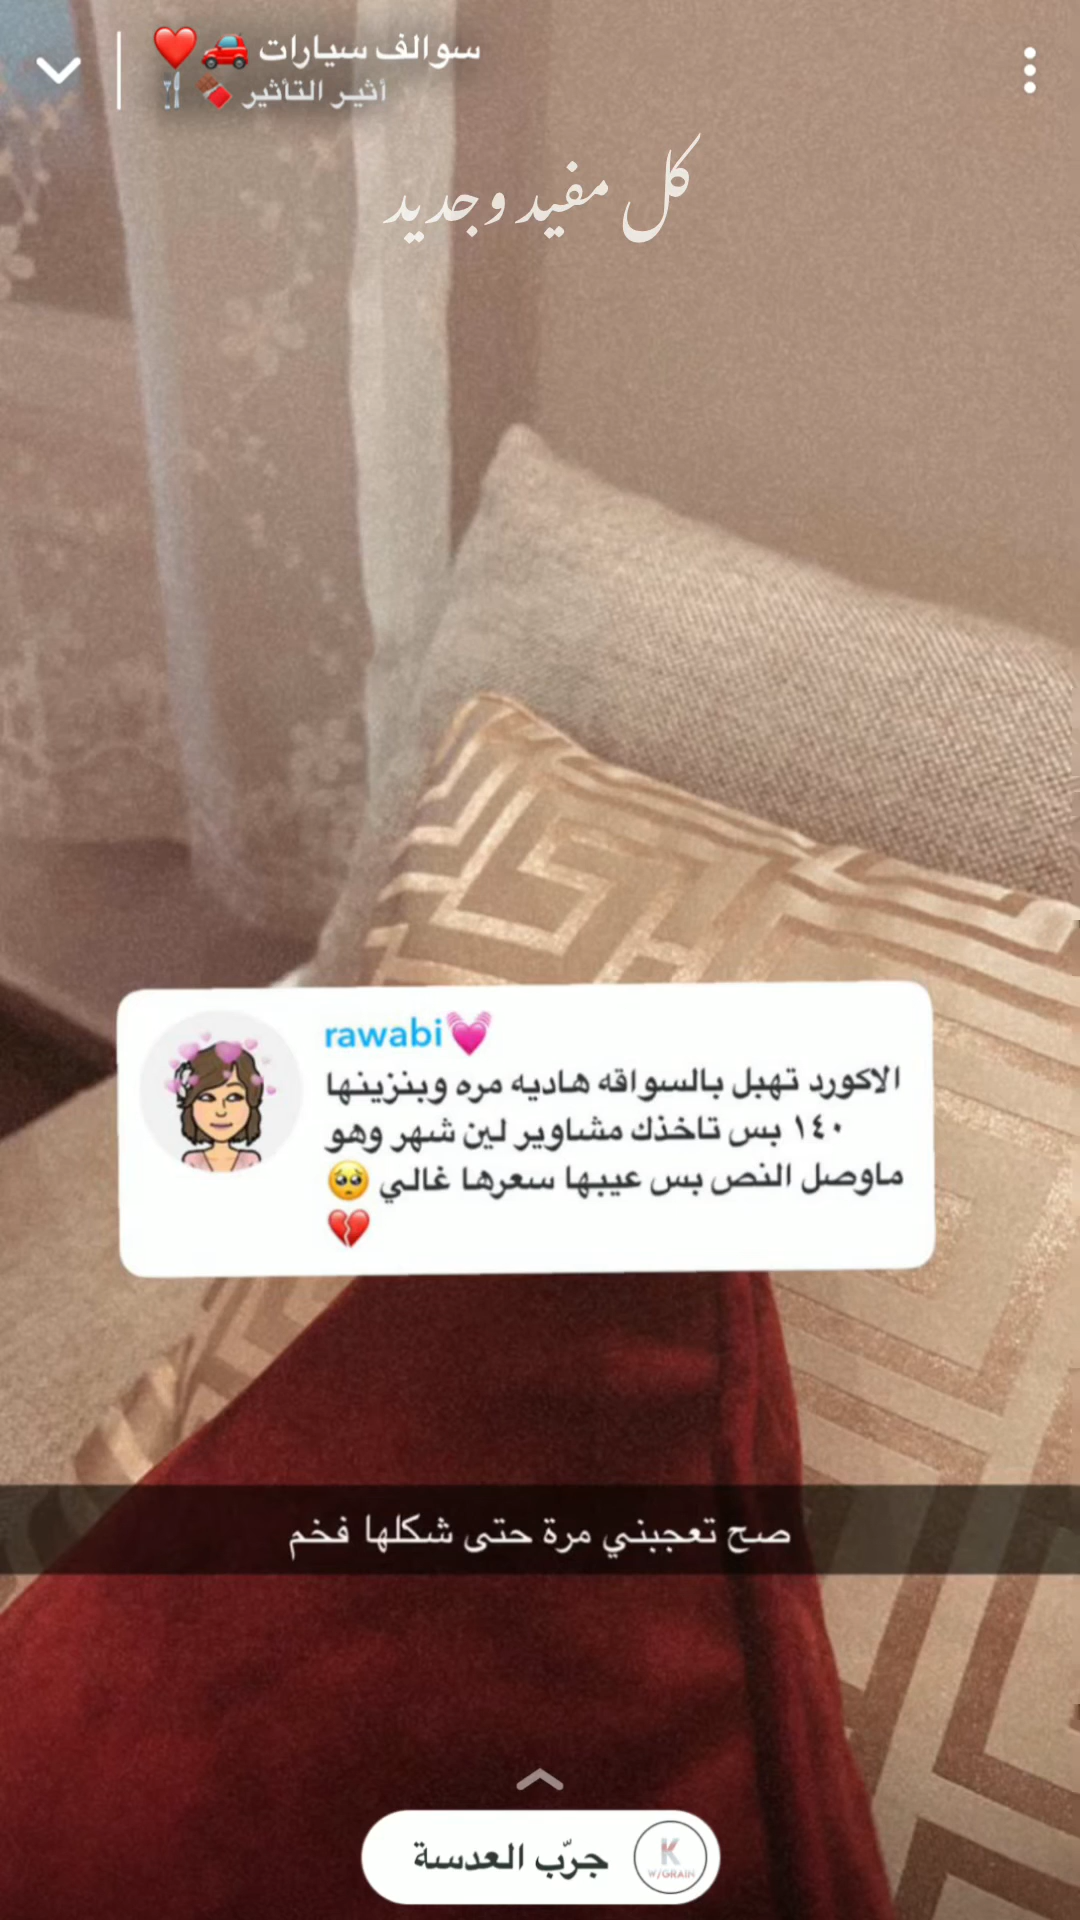 سوالف سيارات 🚗❤️
أثير التأثير 🍫🍴
كل مفيد وجديد
rawabi💓
الاكورد تهبل بالسواقه هاديه مره وبنزينها
١٤٠ بس تاخذك مشاوير لين شهر وهو
ماوصل النص بس عيبها سعرها غالي 🥺
💔
صح تعجبني مرة حتى شكلها فخم
جرّب العدسة
K
W/GRAIN